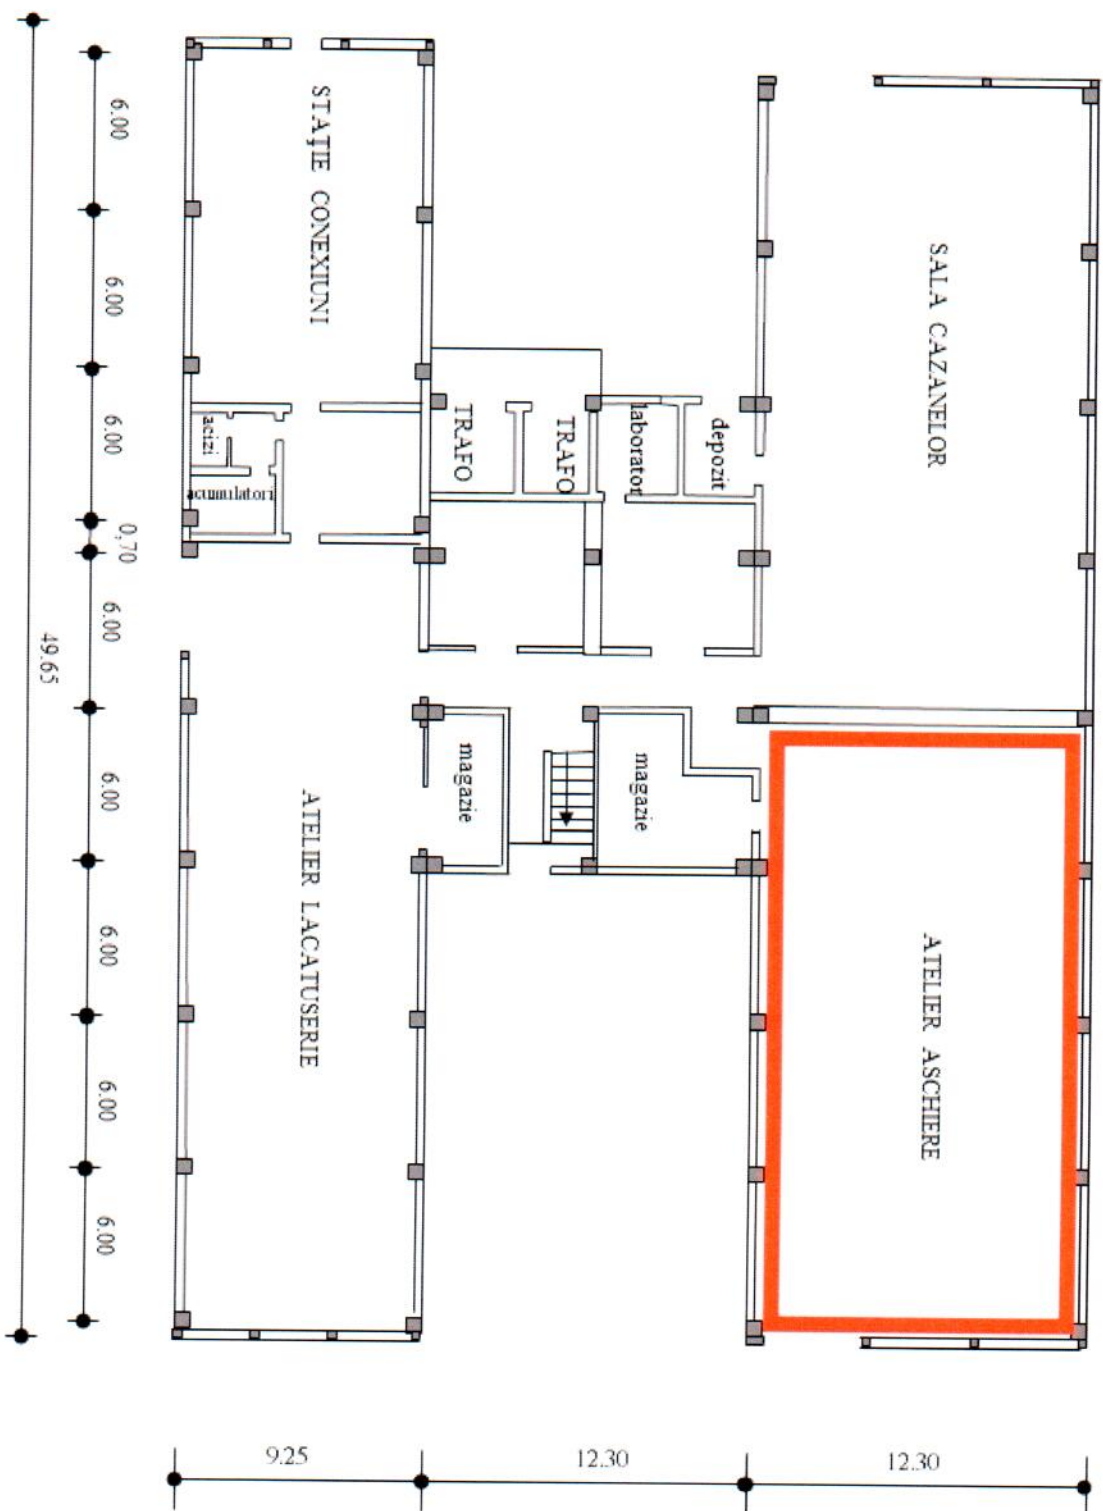 STAŢIE CONEXIUNI
SALA CAZANELOR
TRAFO
TRAFO
laborator
depozit
acizi
acumulatori
magazie
magazie
ATELIER LACATUSERIE
ATELIER ASCHIERE
6.00
6.00
6.00
0,70
6.00
6.00
6.00
6.00
6.00
49.65
9.25
12.30
12.30